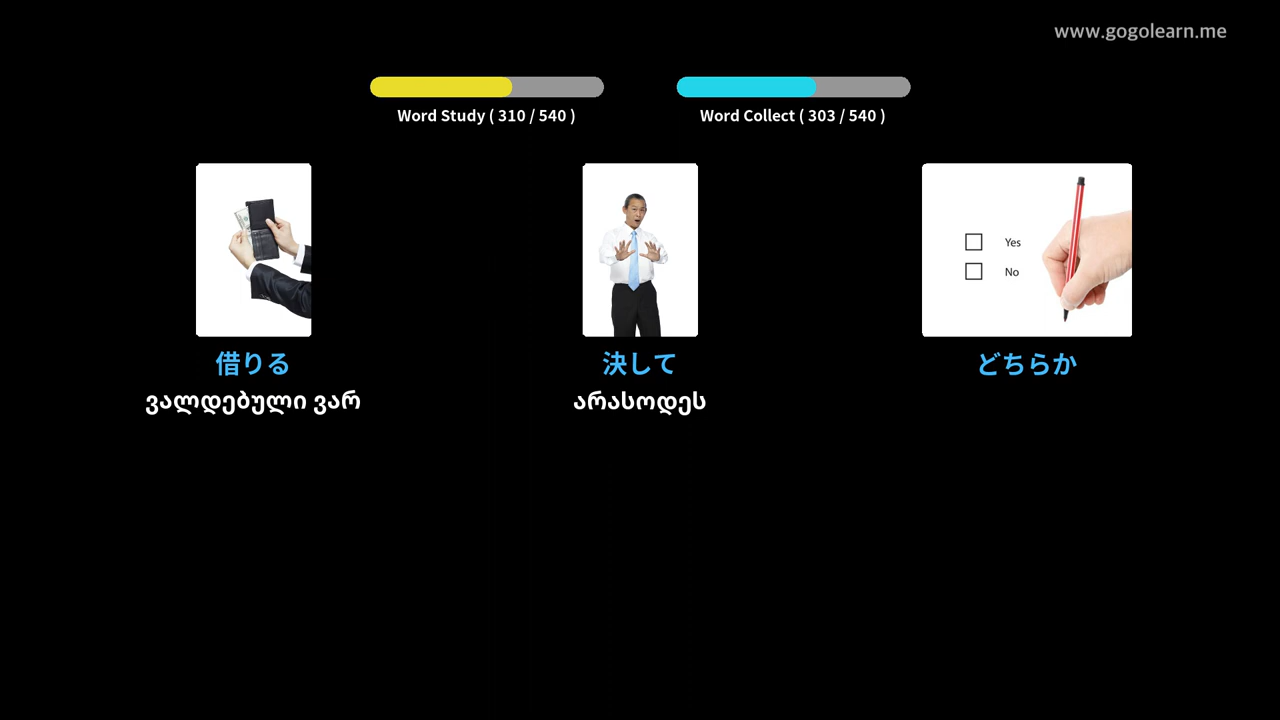 www.gogolearn.me
Word Study ( 310 / 540 )
Word Collect ( 303 / 540 )
Yes
No
借りる
決して
どちらか
ვალდებული ვარ
არასოდეს